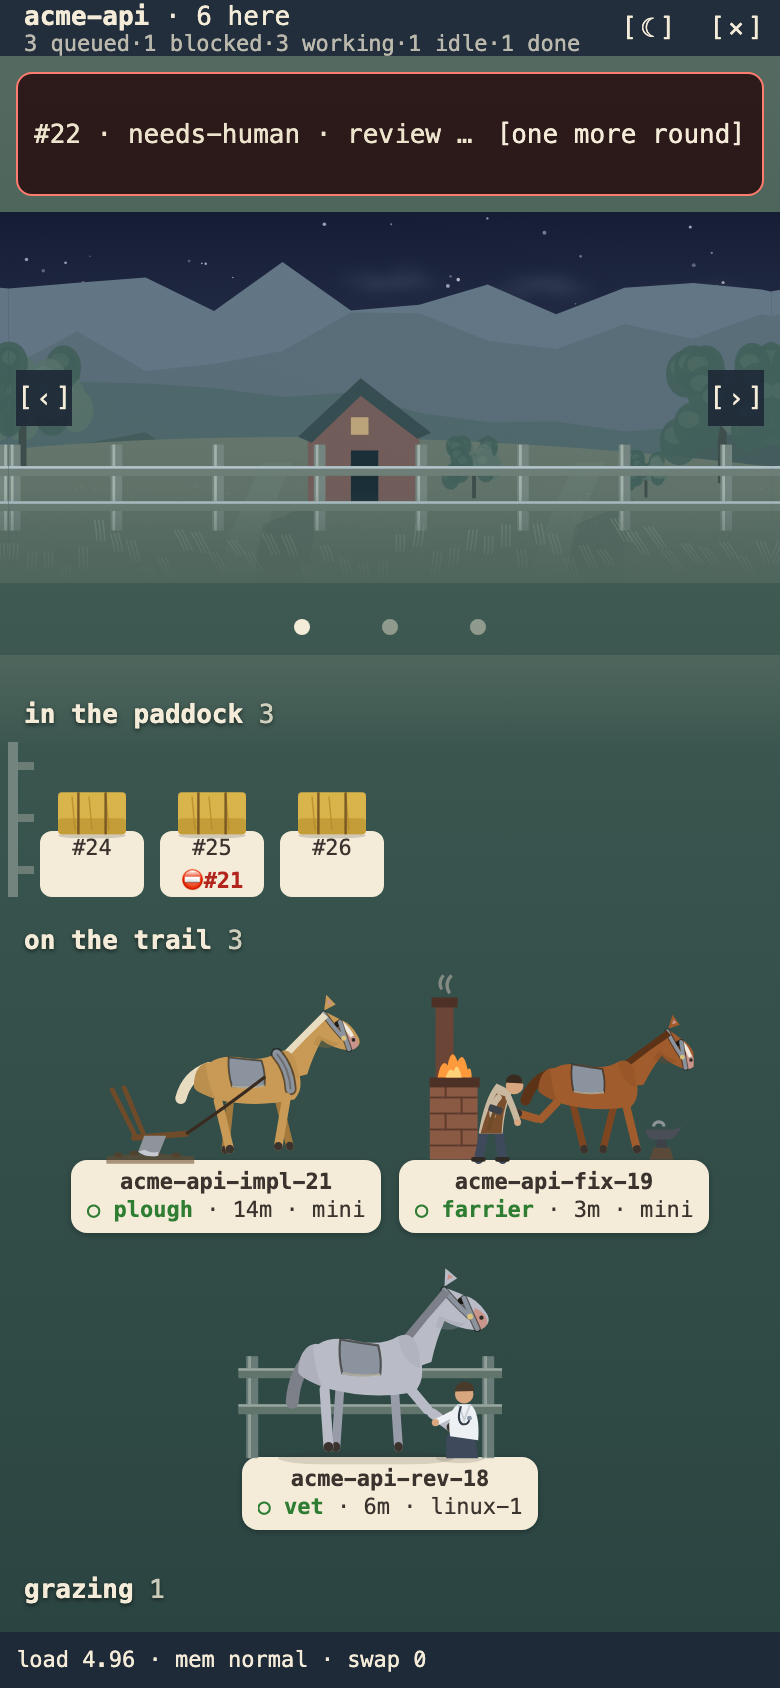 acme-api · 6 here
3 queued·1 blocked·3 working·1 idle·1 done
[☾] [×]
#22 · needs-human · review … [one more round]
[‹] [›]
in the paddock 3
#24 #25 #26
⛔#21
on the trail 3
acme-api-impl-21
○ plough · 14m · mini
acme-api-fix-19
○ farrier · 3m · mini
acme-api-rev-18
○ vet · 6m · linux-1
grazing 1
load 4.96 · mem normal · swap 0